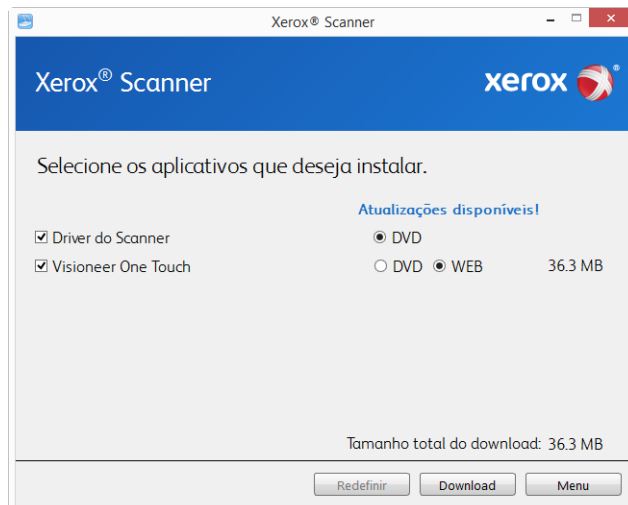 Xerox® Scanner
Xerox® Scanner
xerox ®
Selecione os aplicativos que deseja instalar.
Atualizações disponíveis!
Driver do Scanner DVD
Visioneer One Touch DVD WEB 36.3 MB
Tamanho total do download: 36.3 MB
Redefinir Download Menu